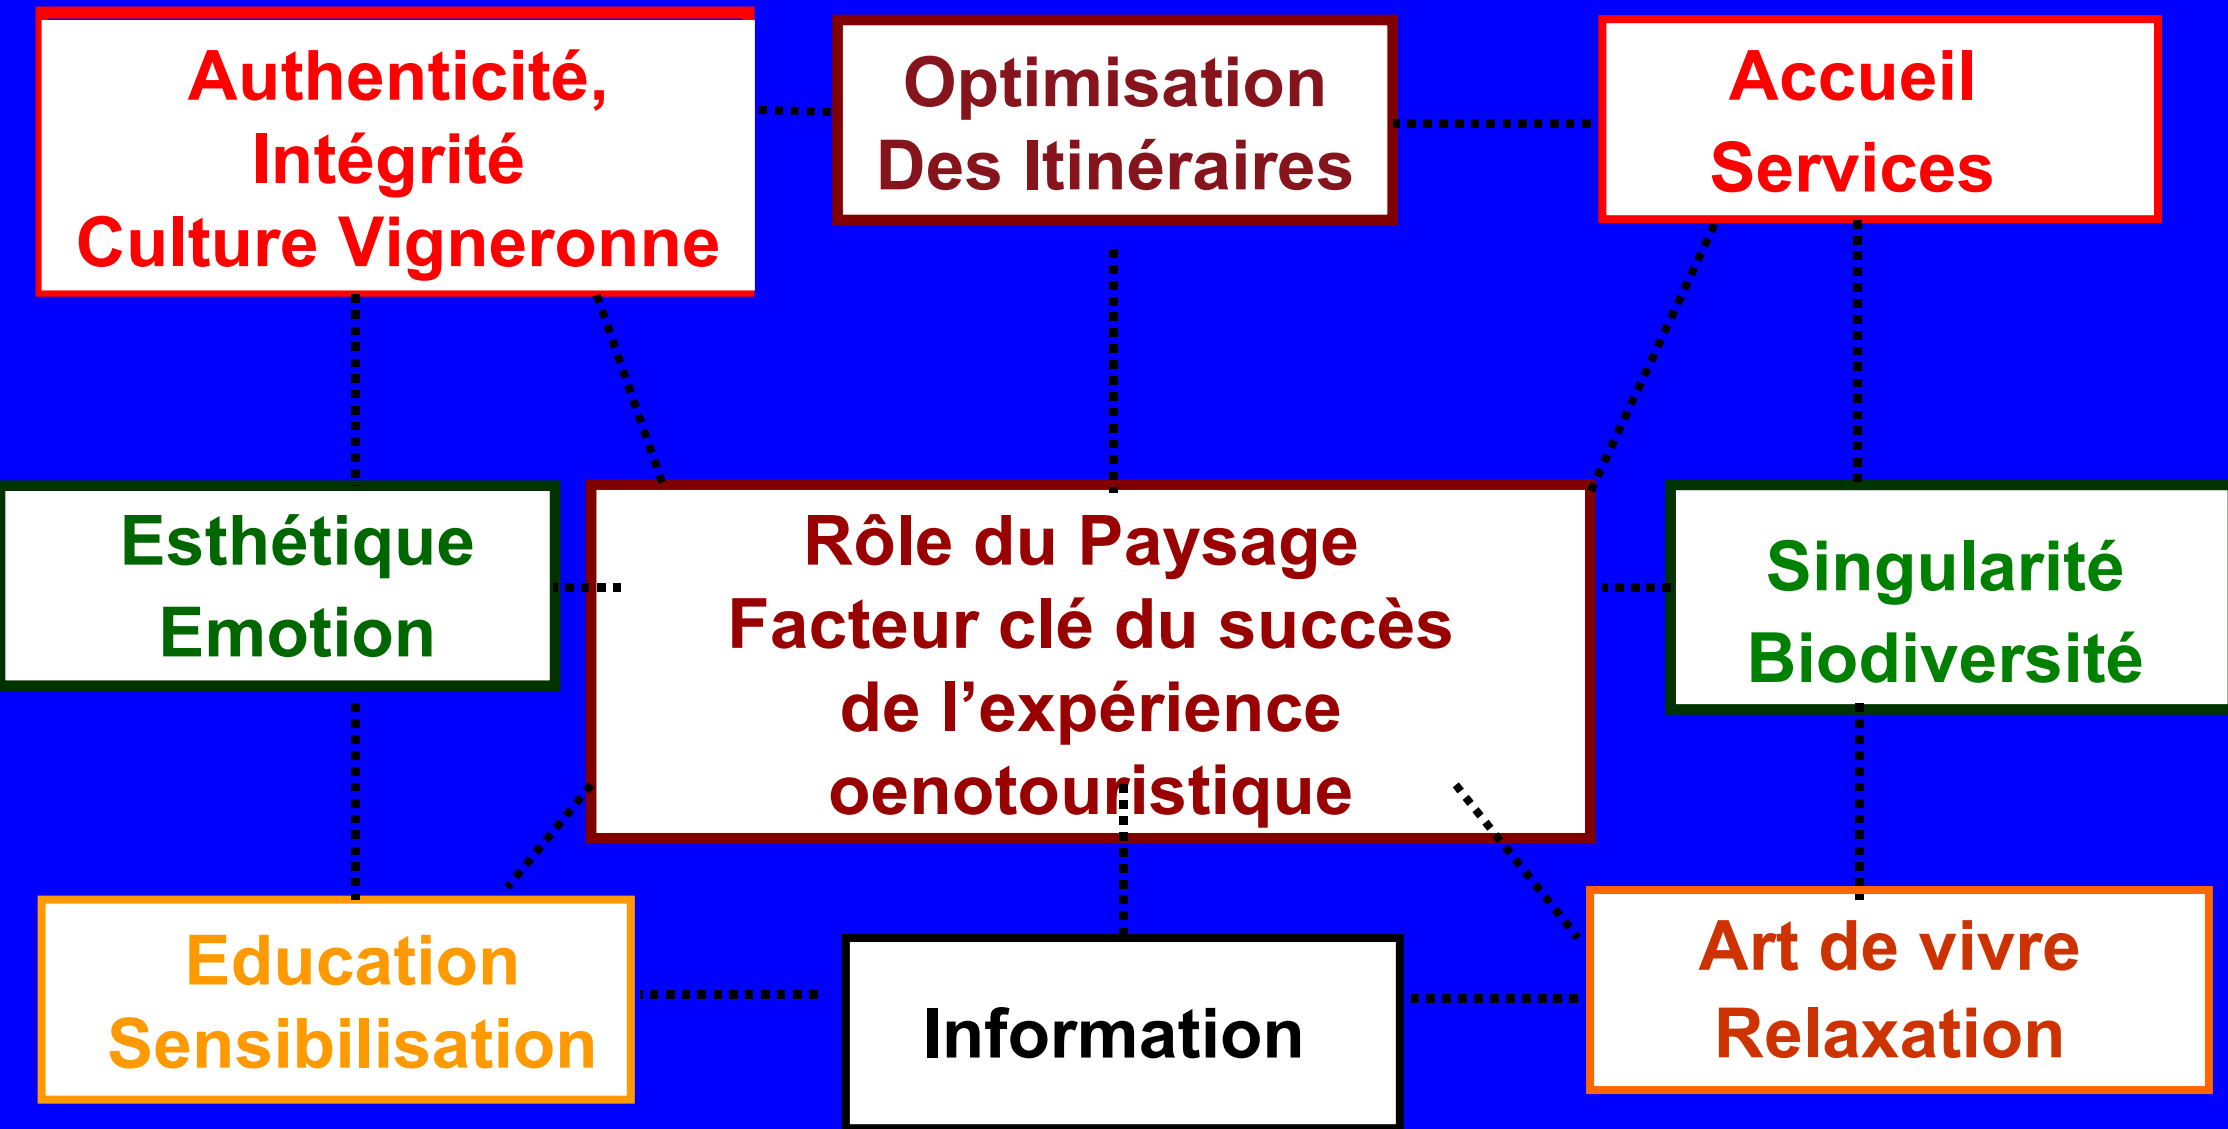 Authenticité,
Intégrité
Culture Vigneronne
Optimisation
Des Itinéraires
Accueil
Services
Esthétique
Emotion
Rôle du Paysage
Facteur clé du succès
de l’expérience
oenotouristique
Singularité
Biodiversité
Education
Sensibilisation
Information
Art de vivre
Relaxation